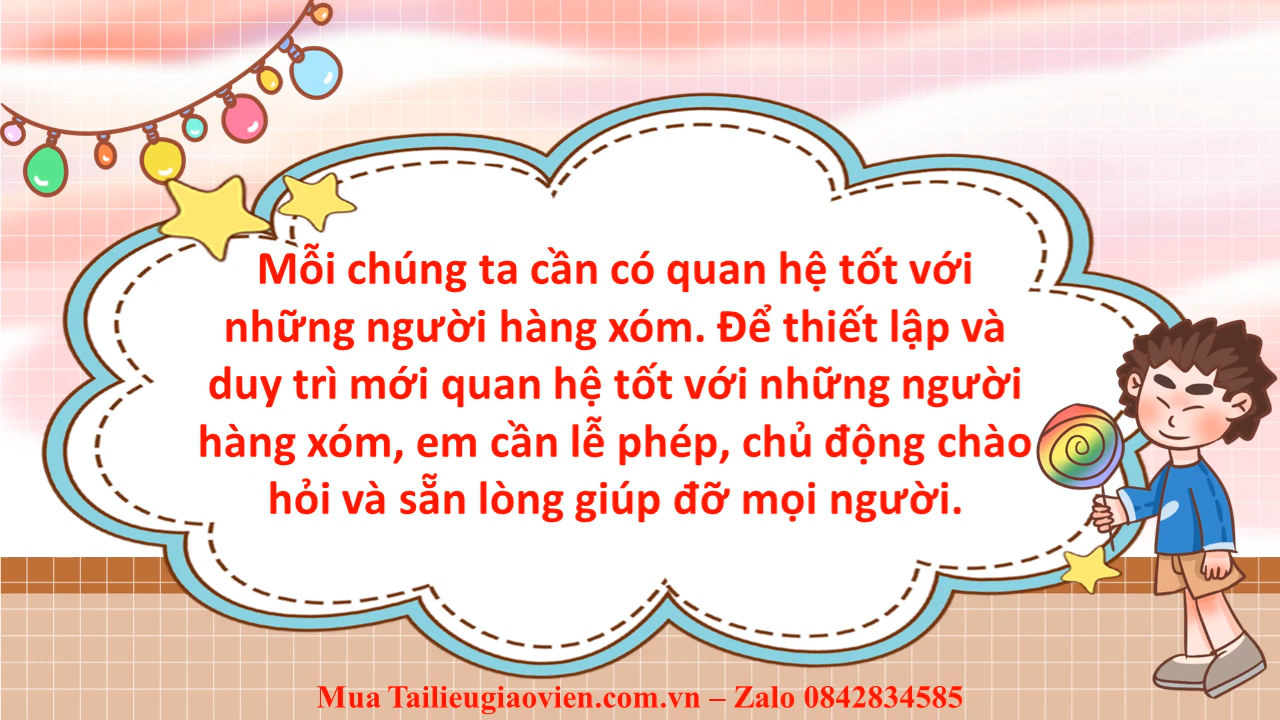 Mỗi chúng ta cần có quan hệ tốt với
những người hàng xóm. Để thiết lập và
duy trì mới quan hệ tốt với những người
hàng xóm, em cần lễ phép, chủ động chào
hỏi và sẵn lòng giúp đỡ mọi người.
Mua Tailieugiaovien.com.vn – Zalo 0842834585